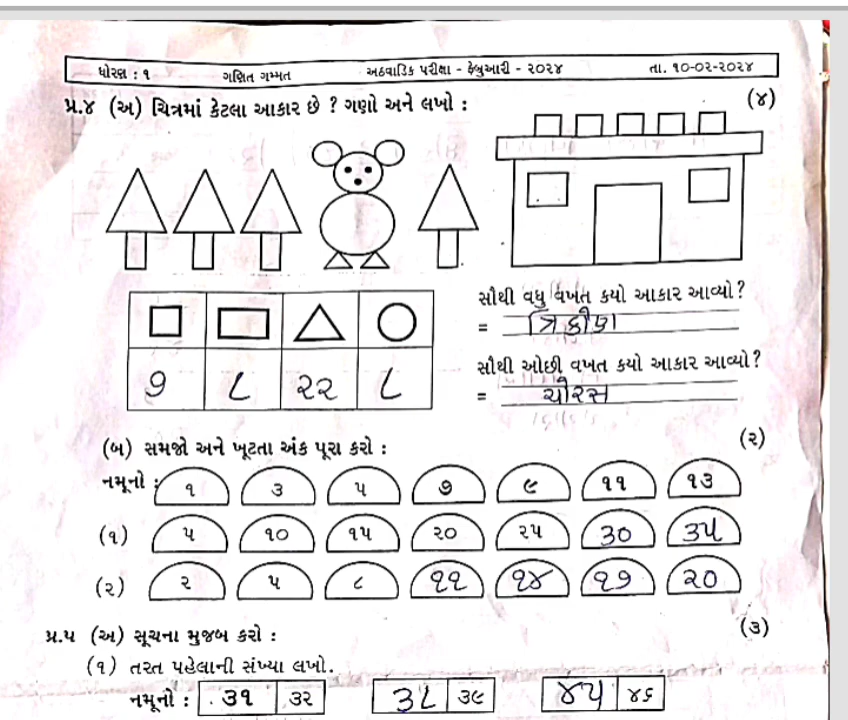 ધોરણ : ૧ ગણિત ગમ્મત અઠવાડિક પરીક્ષા - ફેબ્રુઆરી - ૨૦૨૪ તા. ૧૦-૦૨-૨૦૨૪
પ્ર.૪ (અ) ચિત્રમાં કેટલા આકાર છે ? ગણો અને લખો : (૪)
સૌથી વધુ વખત કયો આકાર આવ્યો?
= ત્રિકોણ
૭ ૮ ૨૨ ૮
સૌથી ઓછી વખત કયો આકાર આવ્યો?
= ચોરસ
(બ) સમજો અને ખૂટતા અંક પૂરા કરો : (૨)
નમૂનો : ૧ ૩ ૫ ૭ ૯ ૧૧ ૧૩
(૧) ૫ ૧૦ ૧૫ ૨૦ ૨૫ ૩૦ ૩૫
(૨) ૨ ૫ ૮ ૧૧ ૧૪ ૧૭ ૨૦
પ્ર.૫ (અ) સૂચના મુજબ કરો : (૩)
(૧) તરત પહેલાની સંખ્યા લખો.
નમૂનો : ૩૧ ૩૨ ૩૮ ૩૯ ૪૫ ૪૬